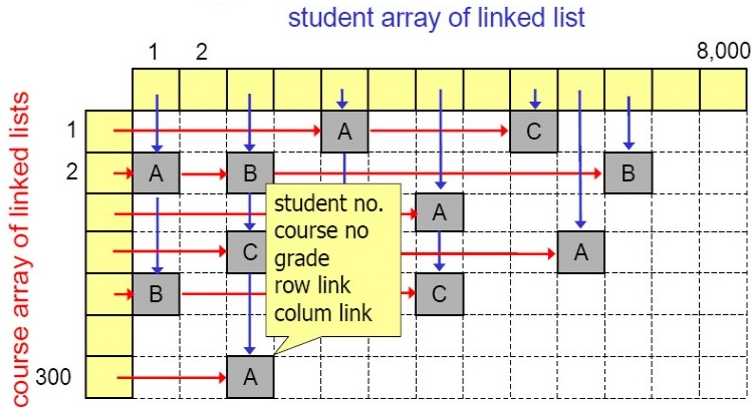 student array of linked list
1 2 8,000
course array of linked lists
1 A C
2 A B B
student no.
course no
grade
row link
colum link
A
C A
B C
300 A